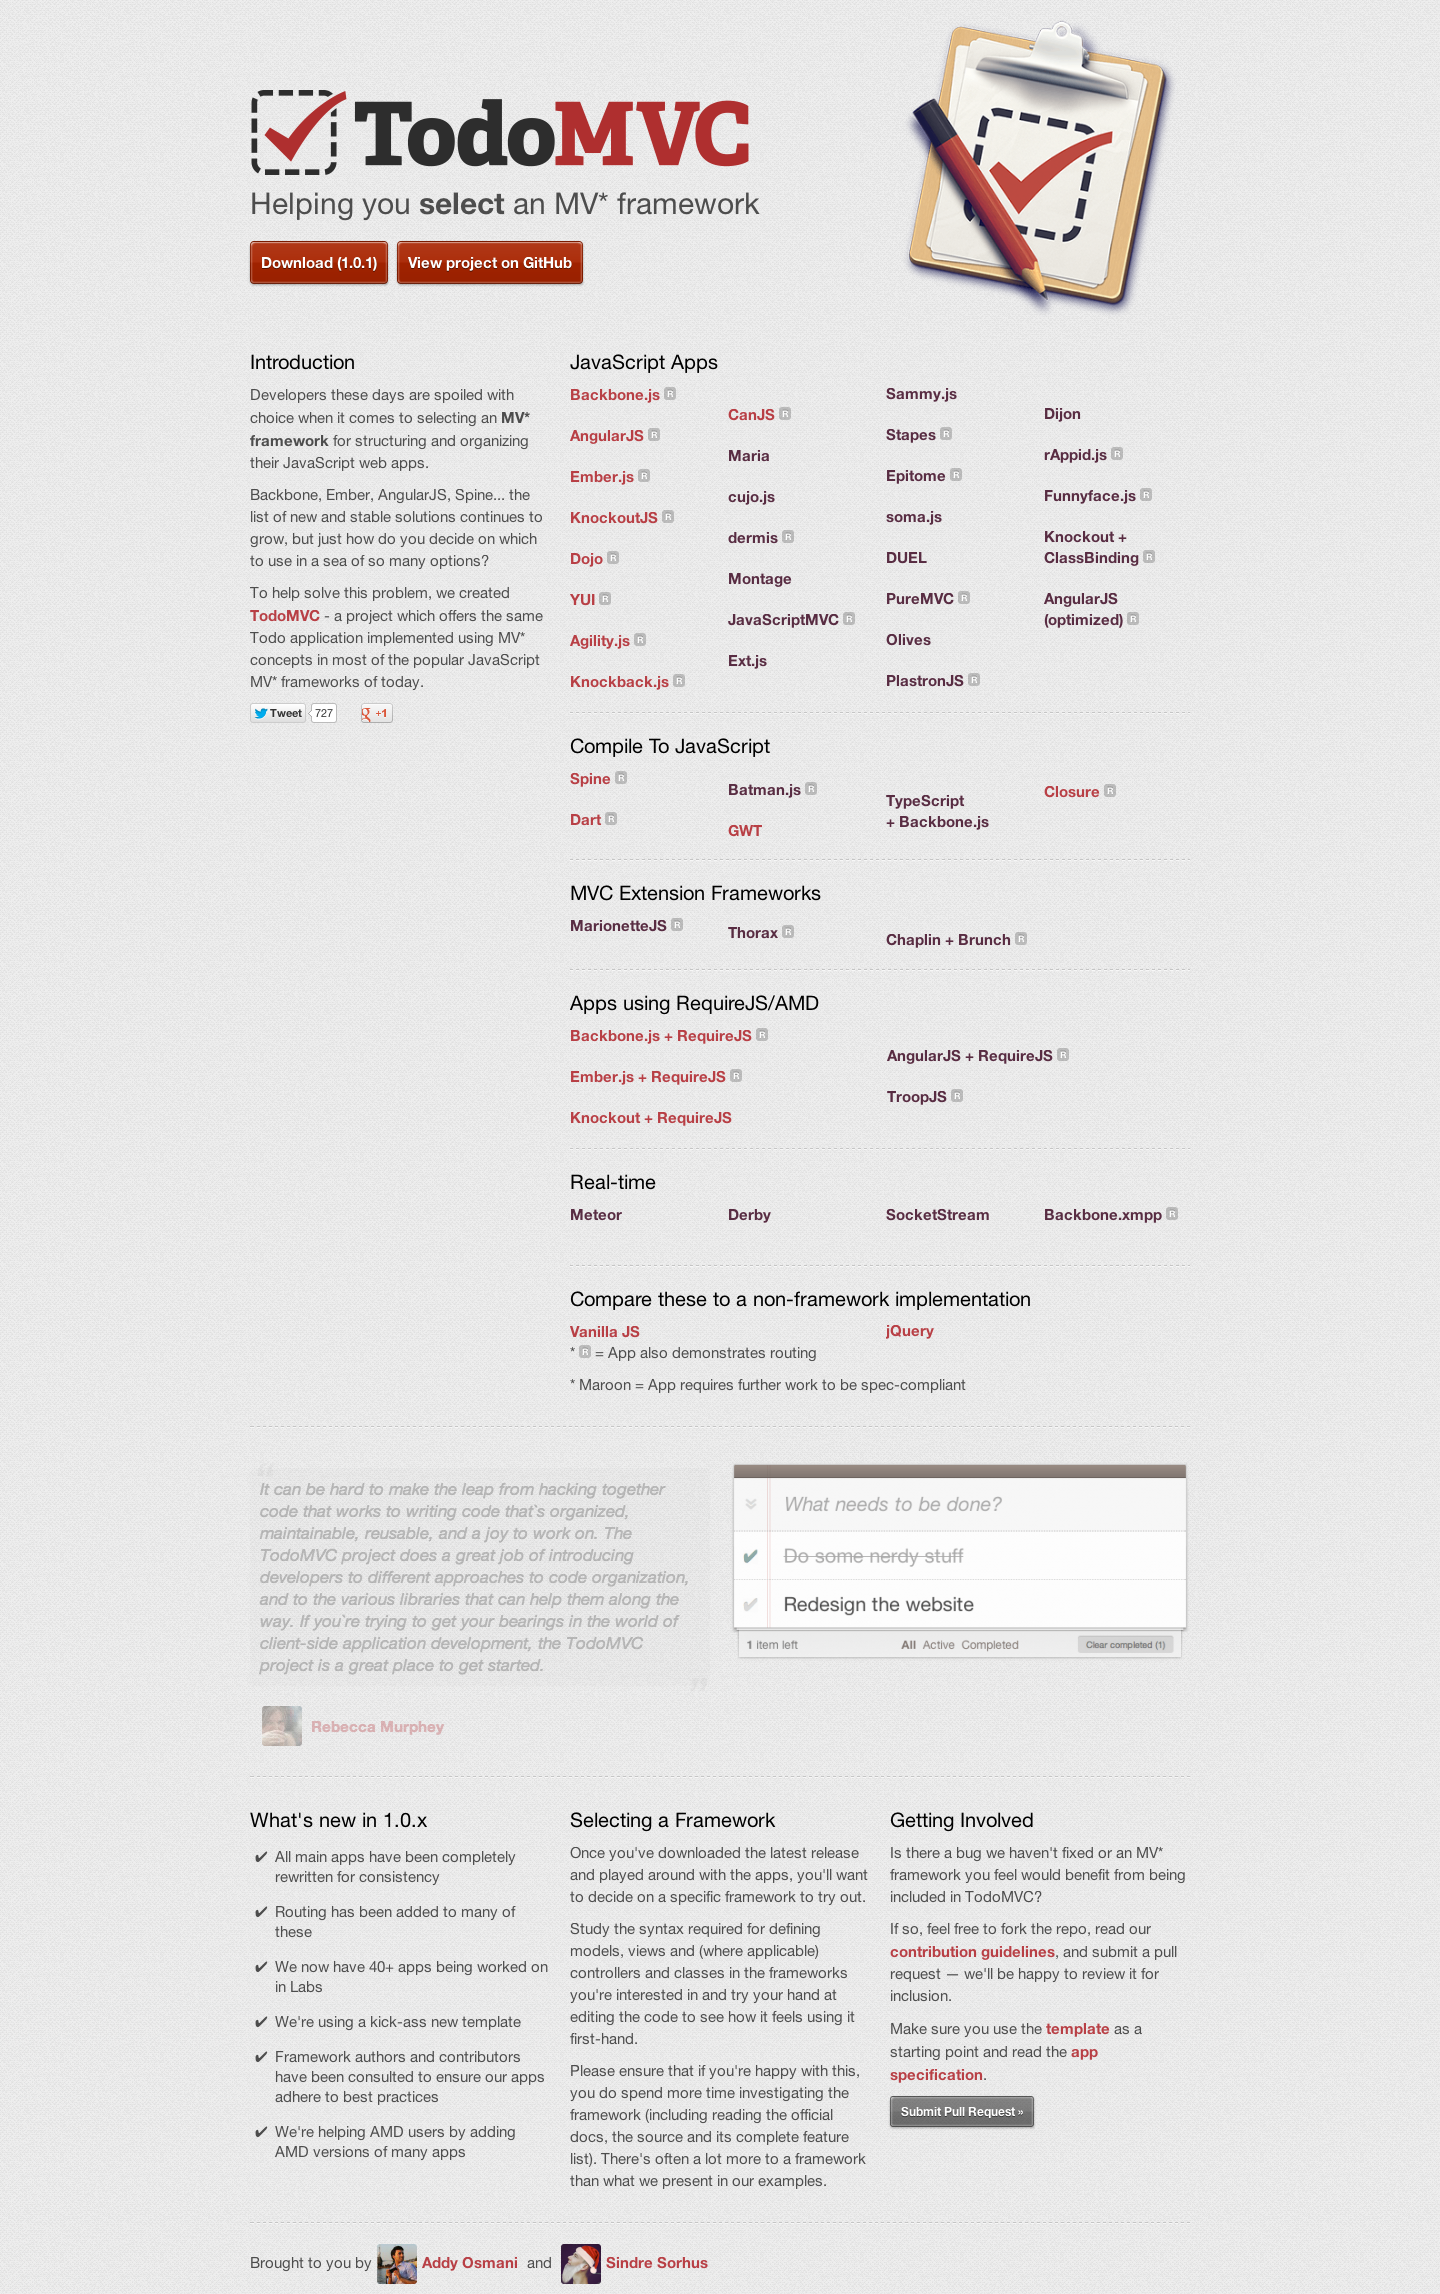 TodoMVC
Helping you select an MV* framework
Download (1.0.1)
View project on GitHub
Introduction
Developers these days are spoiled with
choice when it comes to selecting an MV*
framework for structuring and organizing
their JavaScript web apps.
Backbone, Ember, AngularJS, Spine... the
list of new and stable solutions continues to
grow, but just how do you decide on which
to use in a sea of so many options?
To help solve this problem, we created
TodoMVC - a project which offers the same
Todo application implemented using MV*
concepts in most of the popular JavaScript
MV* frameworks of today.
Tweet
727
g +1
JavaScript Apps
Backbone.js R
AngularJS R
Ember.js R
KnockoutJS R
Dojo R
YUI R
Agility.js R
Knockback.js R
CanJS R
Maria
cujo.js
dermis R
Montage
JavaScriptMVC R
Ext.js
Sammy.js
Stapes R
Epitome R
soma.js
DUEL
PureMVC R
Olives
PlastronJS R
Dijon
rAppid.js R
Funnyface.js R
Knockout +
ClassBinding R
AngularJS
(optimized) R
Compile To JavaScript
Spine R
Dart R
Batman.js R
GWT
TypeScript
+ Backbone.js
Closure R
MVC Extension Frameworks
MarionetteJS R
Thorax R
Chaplin + Brunch R
Apps using RequireJS/AMD
Backbone.js + RequireJS R
Ember.js + RequireJS R
Knockout + RequireJS
AngularJS + RequireJS R
TroopJS R
Real-time
Meteor
Derby
SocketStream
Backbone.xmpp R
Compare these to a non-framework implementation
Vanilla JS
jQuery
* R = App also demonstrates routing
* Maroon = App requires further work to be spec-compliant
“
It can be hard to make the leap from hacking together
code that works to writing code that`s organized,
maintainable, reusable, and a joy to work on. The
TodoMVC project does a great job of introducing
developers to different approaches to code organization,
and to the various libraries that can help them along the
way. If you`re trying to get your bearings in the world of
client-side application development, the TodoMVC
project is a great place to get started.
”
Rebecca Murphey
What needs to be done?
Do some nerdy stuff
Redesign the website
1 item left
All Active Completed
Clear completed (1)
What's new in 1.0.x
✔ All main apps have been completely
rewritten for consistency
✔ Routing has been added to many of
these
✔ We now have 40+ apps being worked on
in Labs
✔ We're using a kick-ass new template
✔ Framework authors and contributors
have been consulted to ensure our apps
adhere to best practices
✔ We're helping AMD users by adding
AMD versions of many apps
Selecting a Framework
Once you've downloaded the latest release
and played around with the apps, you'll want
to decide on a specific framework to try out.
Study the syntax required for defining
models, views and (where applicable)
controllers and classes in the frameworks
you're interested in and try your hand at
editing the code to see how it feels using it
first-hand.
Please ensure that if you're happy with this,
you do spend more time investigating the
framework (including reading the official
docs, the source and its complete feature
list). There's often a lot more to a framework
than what we present in our examples.
Getting Involved
Is there a bug we haven't fixed or an MV*
framework you feel would benefit from being
included in TodoMVC?
If so, feel free to fork the repo, read our
contribution guidelines, and submit a pull
request — we'll be happy to review it for
inclusion.
Make sure you use the template as a
starting point and read the app
specification.
Submit Pull Request »
Brought to you by Addy Osmani and Sindre Sorhus